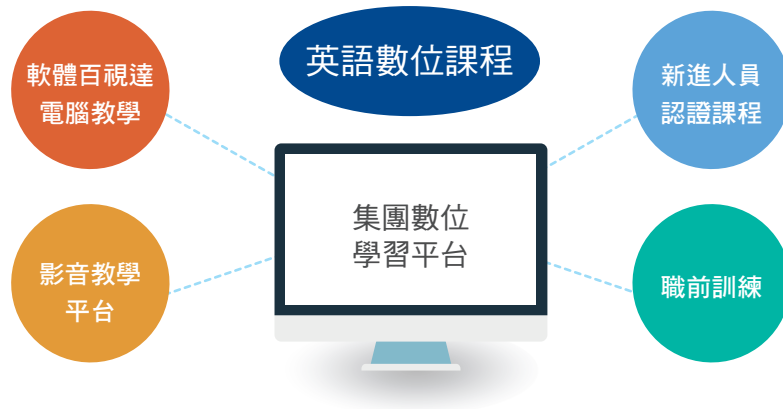 英語數位課程
軟體百視達
電腦教學
新進人員
認證課程
集團數位
學習平台
影音教學
平台
職前訓練